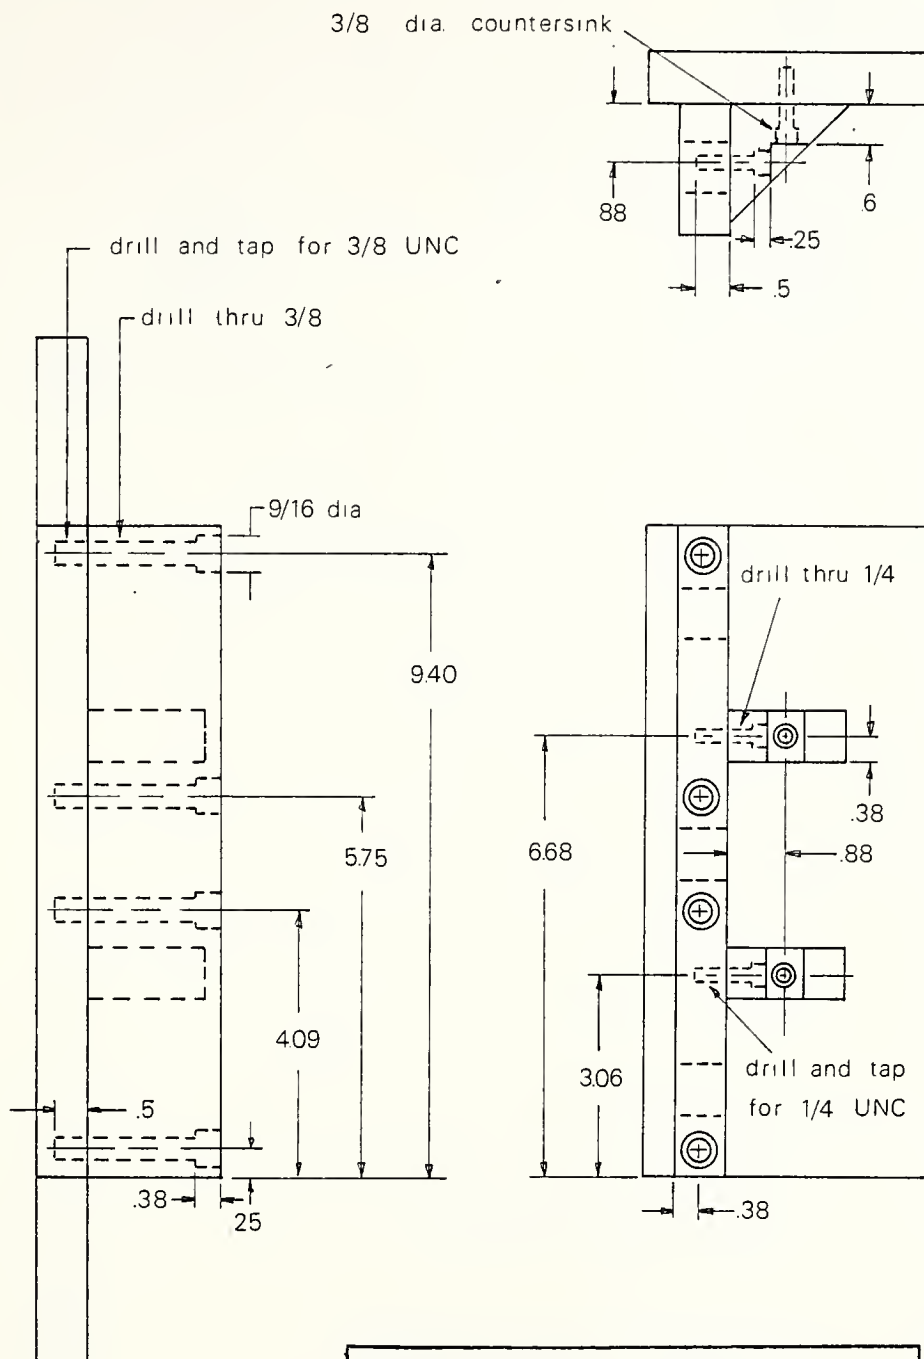 3/8 dia. countersink
.88
.6
.25
.5
drill and tap for 3/8 UNC
drill thru 3/8
9/16 dia
drill thru 1/4
9.40
.38
5.75
6.68
.88
4.09
3.06
drill and tap
for 1/4 UNC
.5
.38
.25
.38